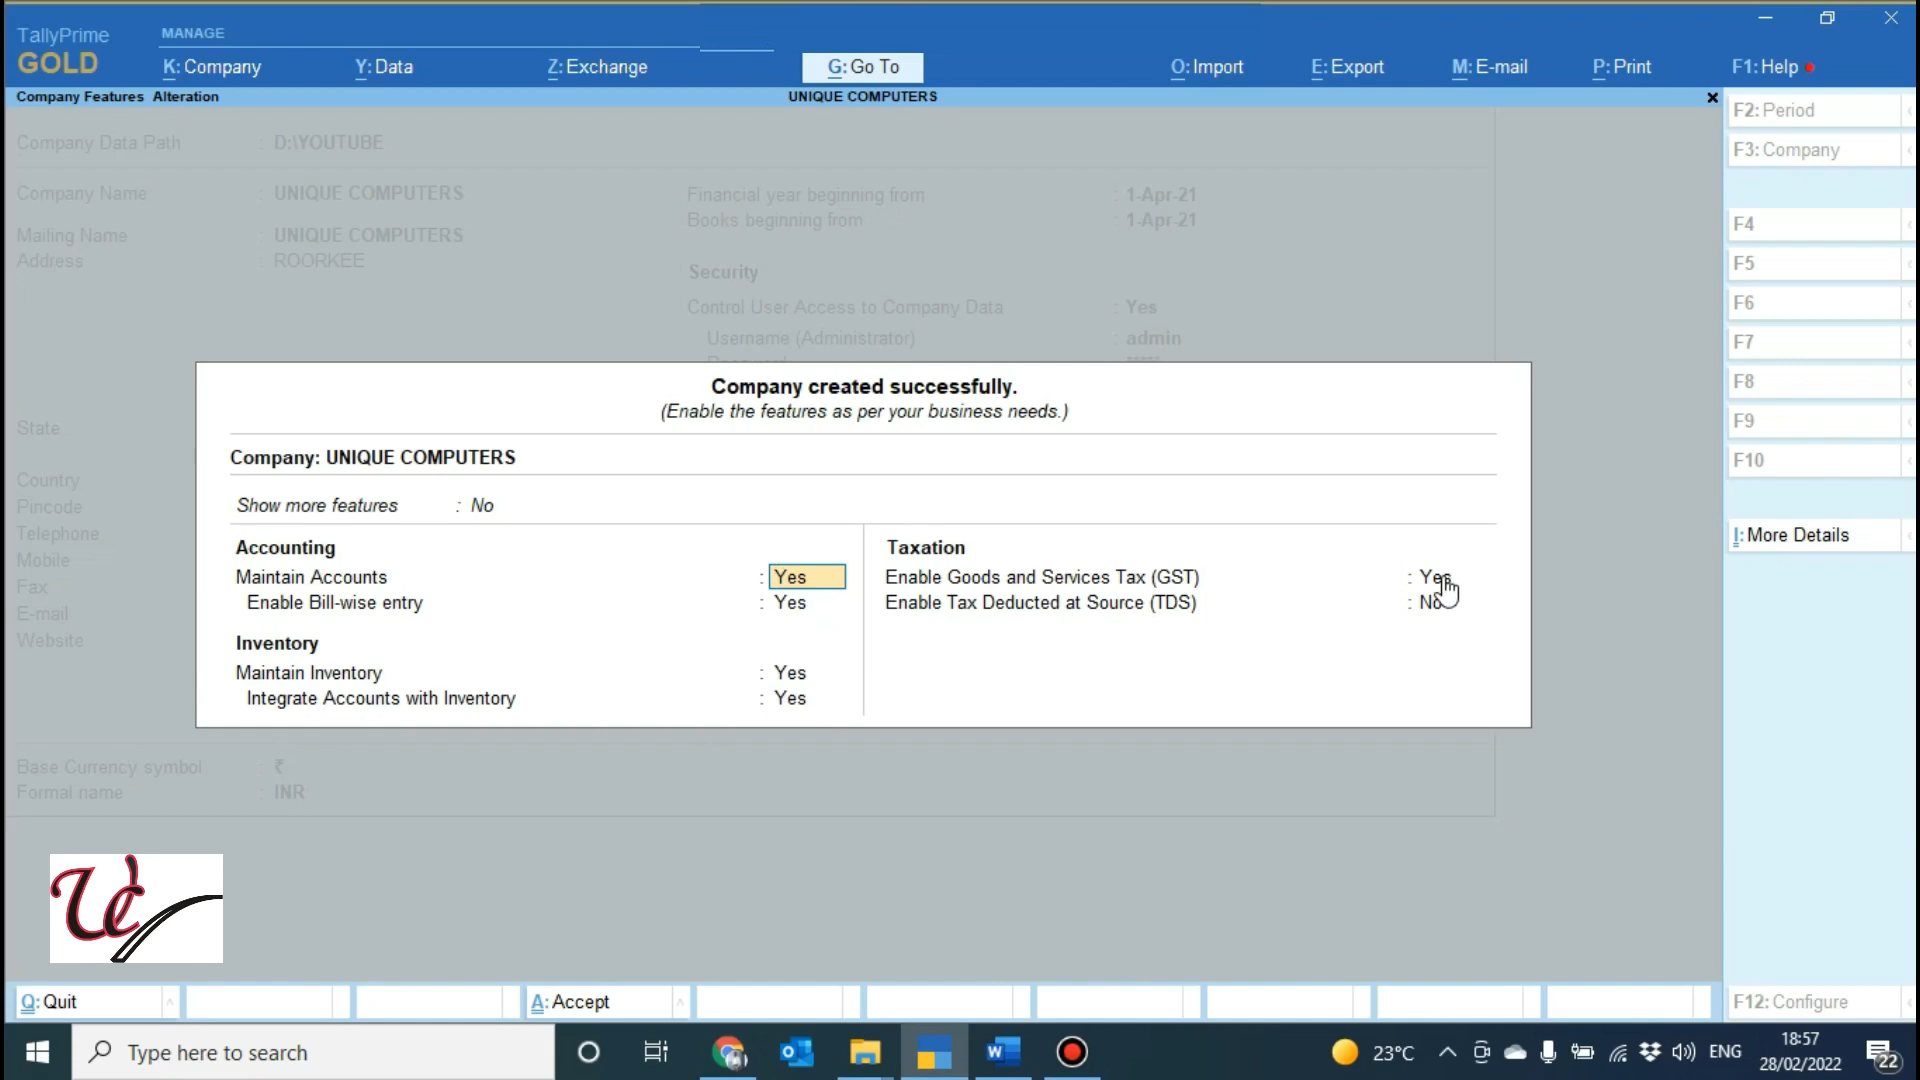 TallyPrime
GOLD
MANAGE
K: Company
Y: Data
Z: Exchange
G: Go To
O: Import
E: Export
M: E-mail
P: Print
F1: Help
Company Features Alteration
UNIQUE COMPUTERS
Company Data Path : D:\YOUTUBE
Company Name : UNIQUE COMPUTERS
Mailing Name : UNIQUE COMPUTERS
Address : ROORKEE
State
Country
Pincode
Telephone
Mobile
Fax
E-mail
Website
Base Currency symbol : ₹
Formal name : INR
Financial year beginning from : 1-Apr-21
Books beginning from : 1-Apr-21
Security
Control User Access to Company Data : Yes
Username (Administrator) : admin
Company created successfully.
(Enable the features as per your business needs.)
Company: UNIQUE COMPUTERS
Show more features : No
Accounting
Maintain Accounts : Yes
Enable Bill-wise entry : Yes
Inventory
Maintain Inventory : Yes
Integrate Accounts with Inventory : Yes
Taxation
Enable Goods and Services Tax (GST) : Yes
Enable Tax Deducted at Source (TDS) : No
F2: Period
F3: Company
F4
F5
F6
F7
F8
F9
F10
I: More Details
F12: Configure
Uc
Q: Quit
A: Accept
Type here to search
23°C
ENG
18:57
28/02/2022
22